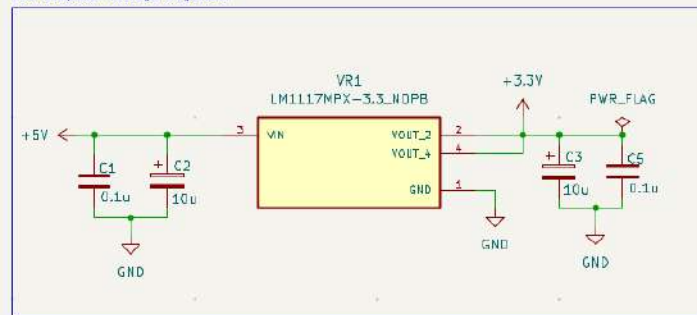 VR1
LM1117MPX-3.3_NOPB
+3.3V
PWR_FLAG
+5V
3
VIN
VOUT_2
2
VOUT_4
4
GND
1
C1
0.1u
+
C2
10u
+
C3
10u
C5
0.1u
GND
GND
GND